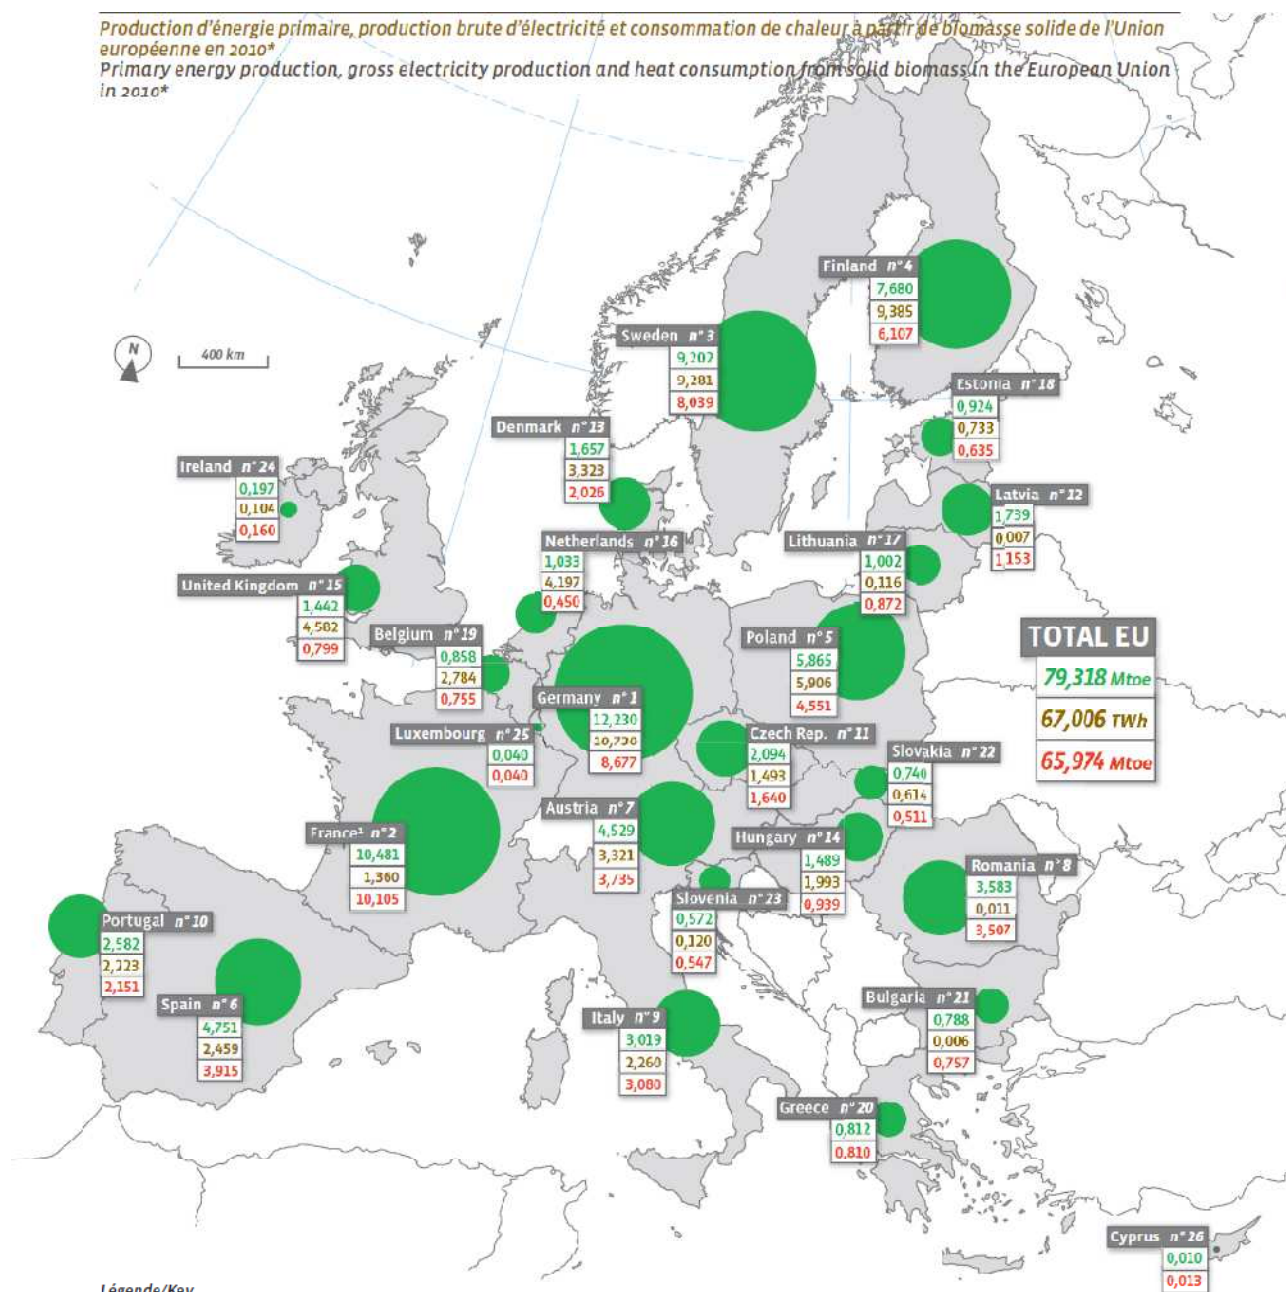 Production d'énergie primaire, production brute d'électricité et consommation de chaleur à partir de biomasse solide de l'Union
européenne en 2010*
Primary energy production, gross electricity production and heat consumption from solid biomass in the European Union
in 2010*
Finland n° 4
7,680
9,385
6,107
Sweden n° 3
9,202
9,281
8,039
N
400 km
Estonia n° 18
0,924
0,733
0,635
Denmark n° 13
1,657
3,323
2,026
Ireland n° 24
0,197
0,104
0,160
Latvia n° 12
1,739
0,007
1,153
Netherlands n° 16
1,033
4,197
0,450
Lithuania n° 17
1,002
0,116
0,872
United Kingdom n° 15
1,442
4,582
0,799
Belgium n° 19
0,858
2,784
0,755
Poland n° 5
5,865
5,906
4,551
TOTAL EU
79,318 Mtoe
67,006 TWh
65,974 Mtoe
Germany n° 1
12,230
8,677
Luxembourg n° 25
0,040
0,040
Czech Rep. n° 11
2,094
1,493
1,640
Slovakia n° 22
0,740
0,614
0,511
Austria n° 7
4,529
3,321
3,735
France¹ n° 2
10,481
1,360
10,105
Hungary n° 14
1,489
1,993
0,939
Romania n° 8
3,583
0,011
3,507
Slovenia n° 23
0,572
0,120
0,547
Portugal n° 10
2,582
2,223
2,151
Spain n° 6
4,751
2,459
3,915
Bulgaria n° 21
0,788
0,006
0,757
Italy n° 9
3,019
2,260
3,080
Greece n° 20
0,812
0,810
Cyprus n° 26
0,010
0,013
Légende/Key